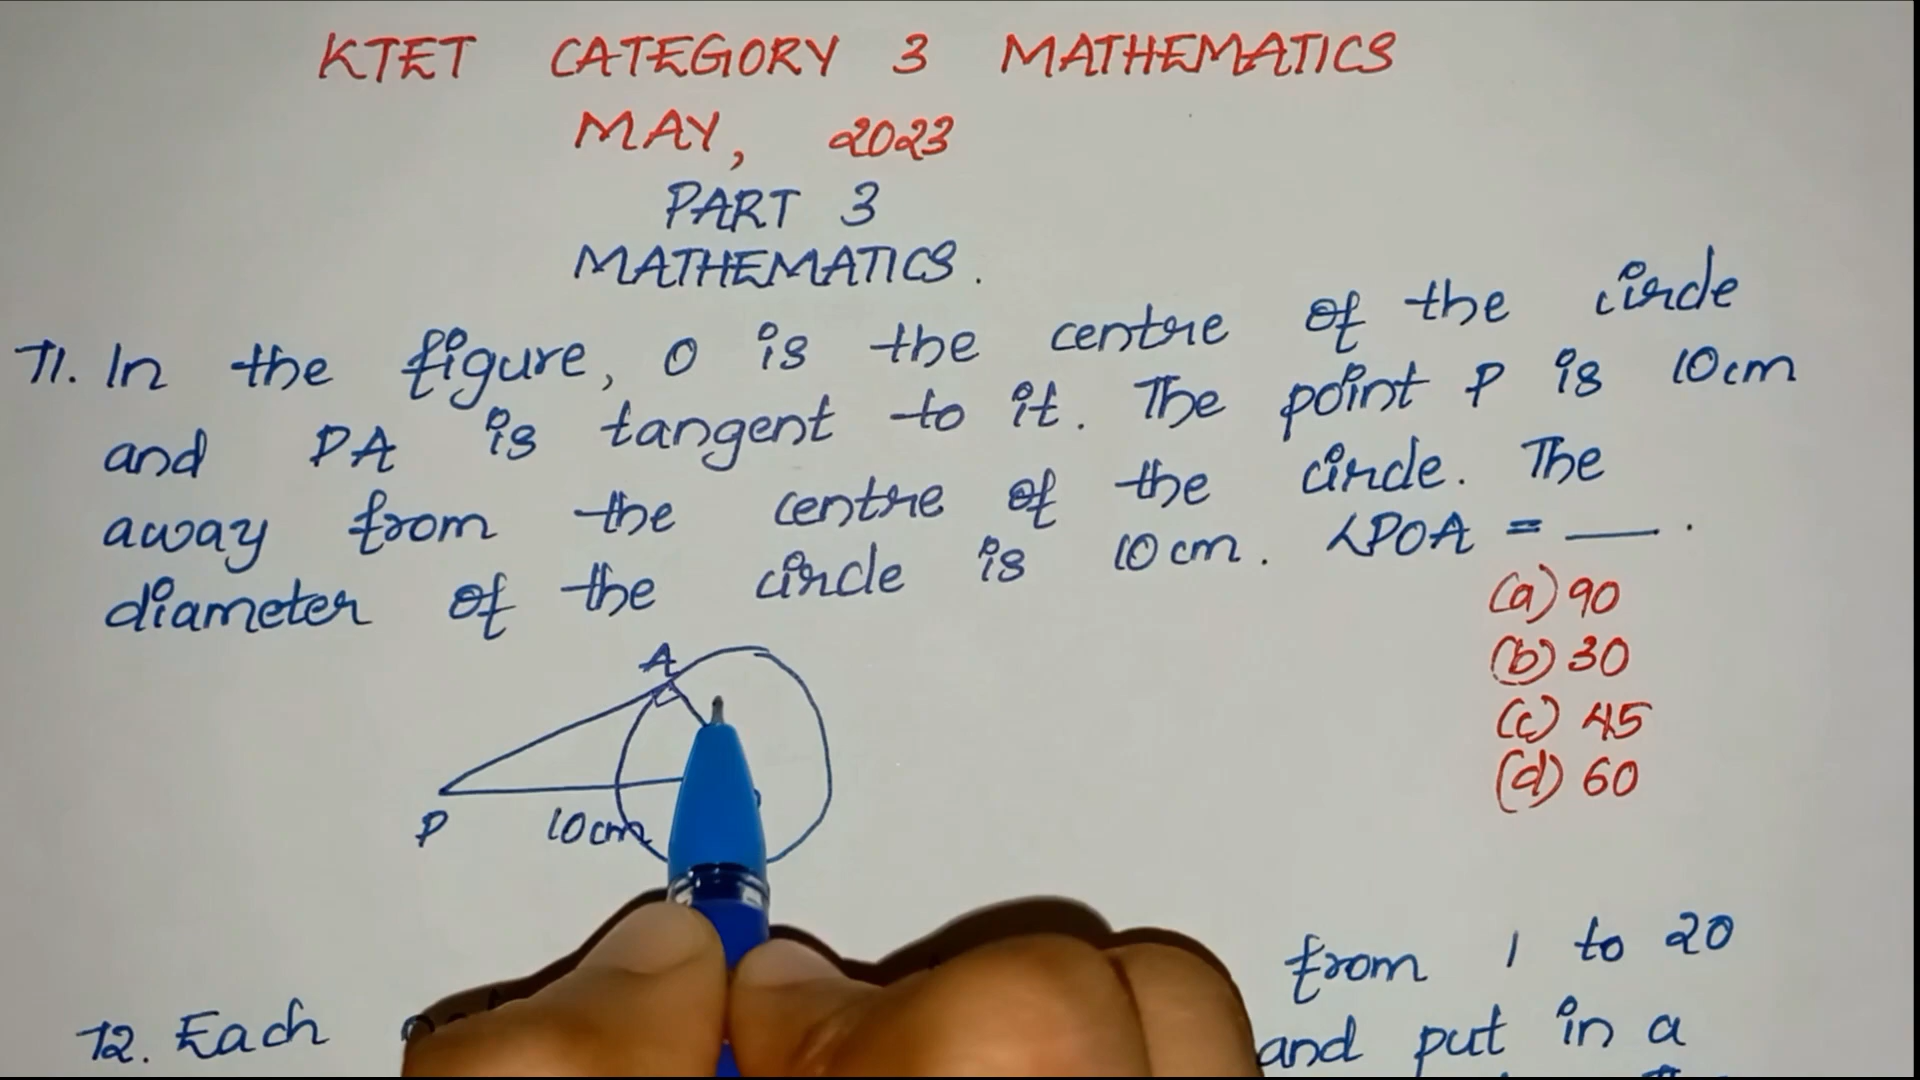 KTET CATEGORY 3 MATHEMATICS
MAY, 2023
PART 3
MATHEMATICS.
71. In the figure, O is the centre of the circle
and PA is tangent to it. The point P is 10cm
away from the centre of the circle. The
diameter of the circle is 10cm. ∠POA = ___.
(a) 90
(b) 30
(c) 45
(d) 60
A
P
10cm
from 1 to 20
72. Each
and put in a